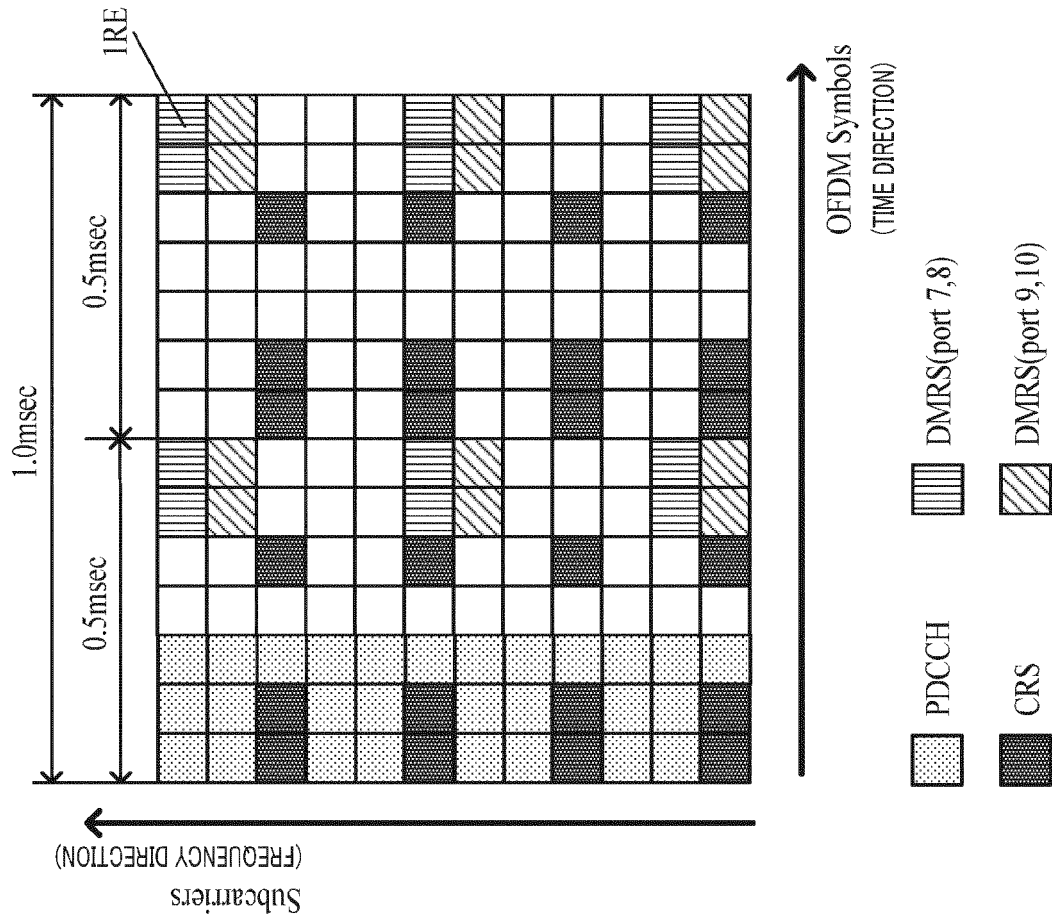 1.0msec
0.5msec
0.5msec
1RE
Subcarriers
(FREQUENCY DIRECTION)
OFDM Symbols
(TIME DIRECTION)
PDCCH
DMRS(port 7,8)
CRS
DMRS(port 9,10)